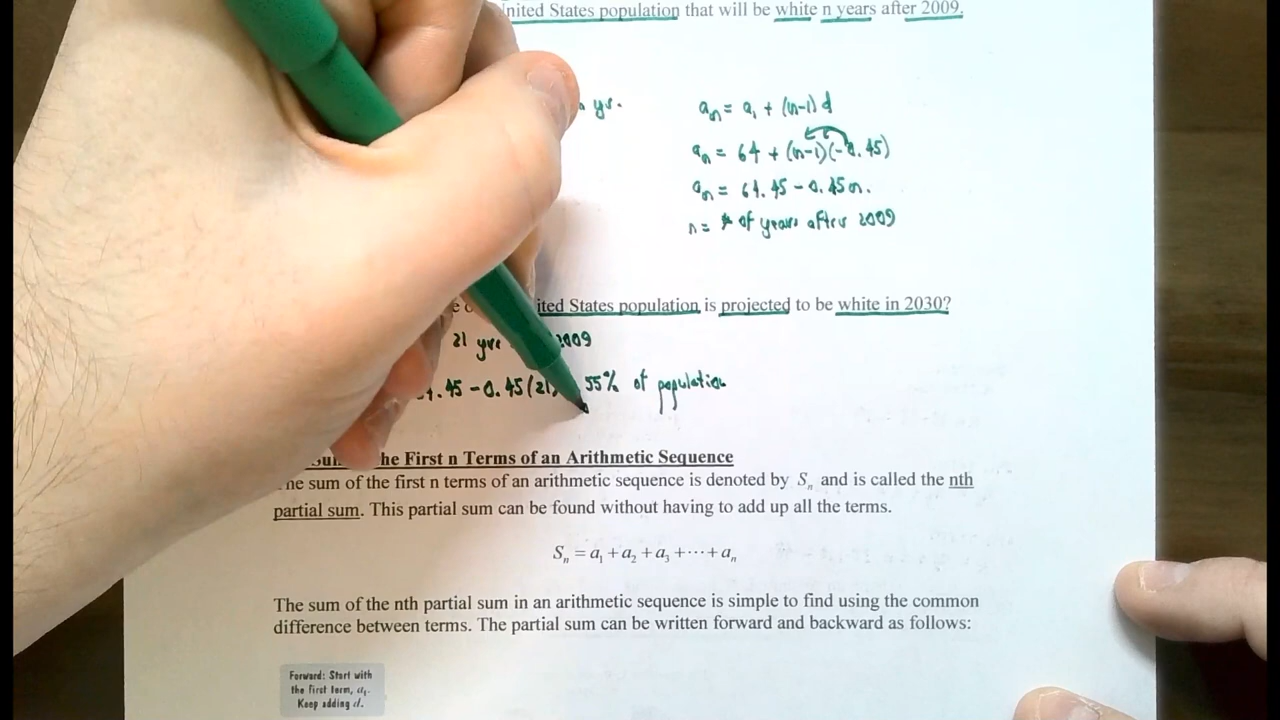 nited States population that will be white n years after 2009.
yr.
aₙ = a₁ + (n-1)d
aₙ = 64 + (n-1)(-0.45)
aₙ = 64.45 - 0.45n.
n = # of years after 2009
ited States population is projected to be white in 2030?
21 2009
.45 - 0.45(21) 55% of population
he First n Terms of an Arithmetic Sequence
he sum of the first n terms of an arithmetic sequence is denoted by Sₙ and is called the nth
partial sum. This partial sum can be found without having to add up all the terms.
Sₙ = a₁ + a₂ + a₃ + ··· + aₙ
The sum of the nth partial sum in an arithmetic sequence is simple to find using the common
difference between terms. The partial sum can be written forward and backward as follows:
Forward: Start with
the first term, a₁.
Keep adding d.